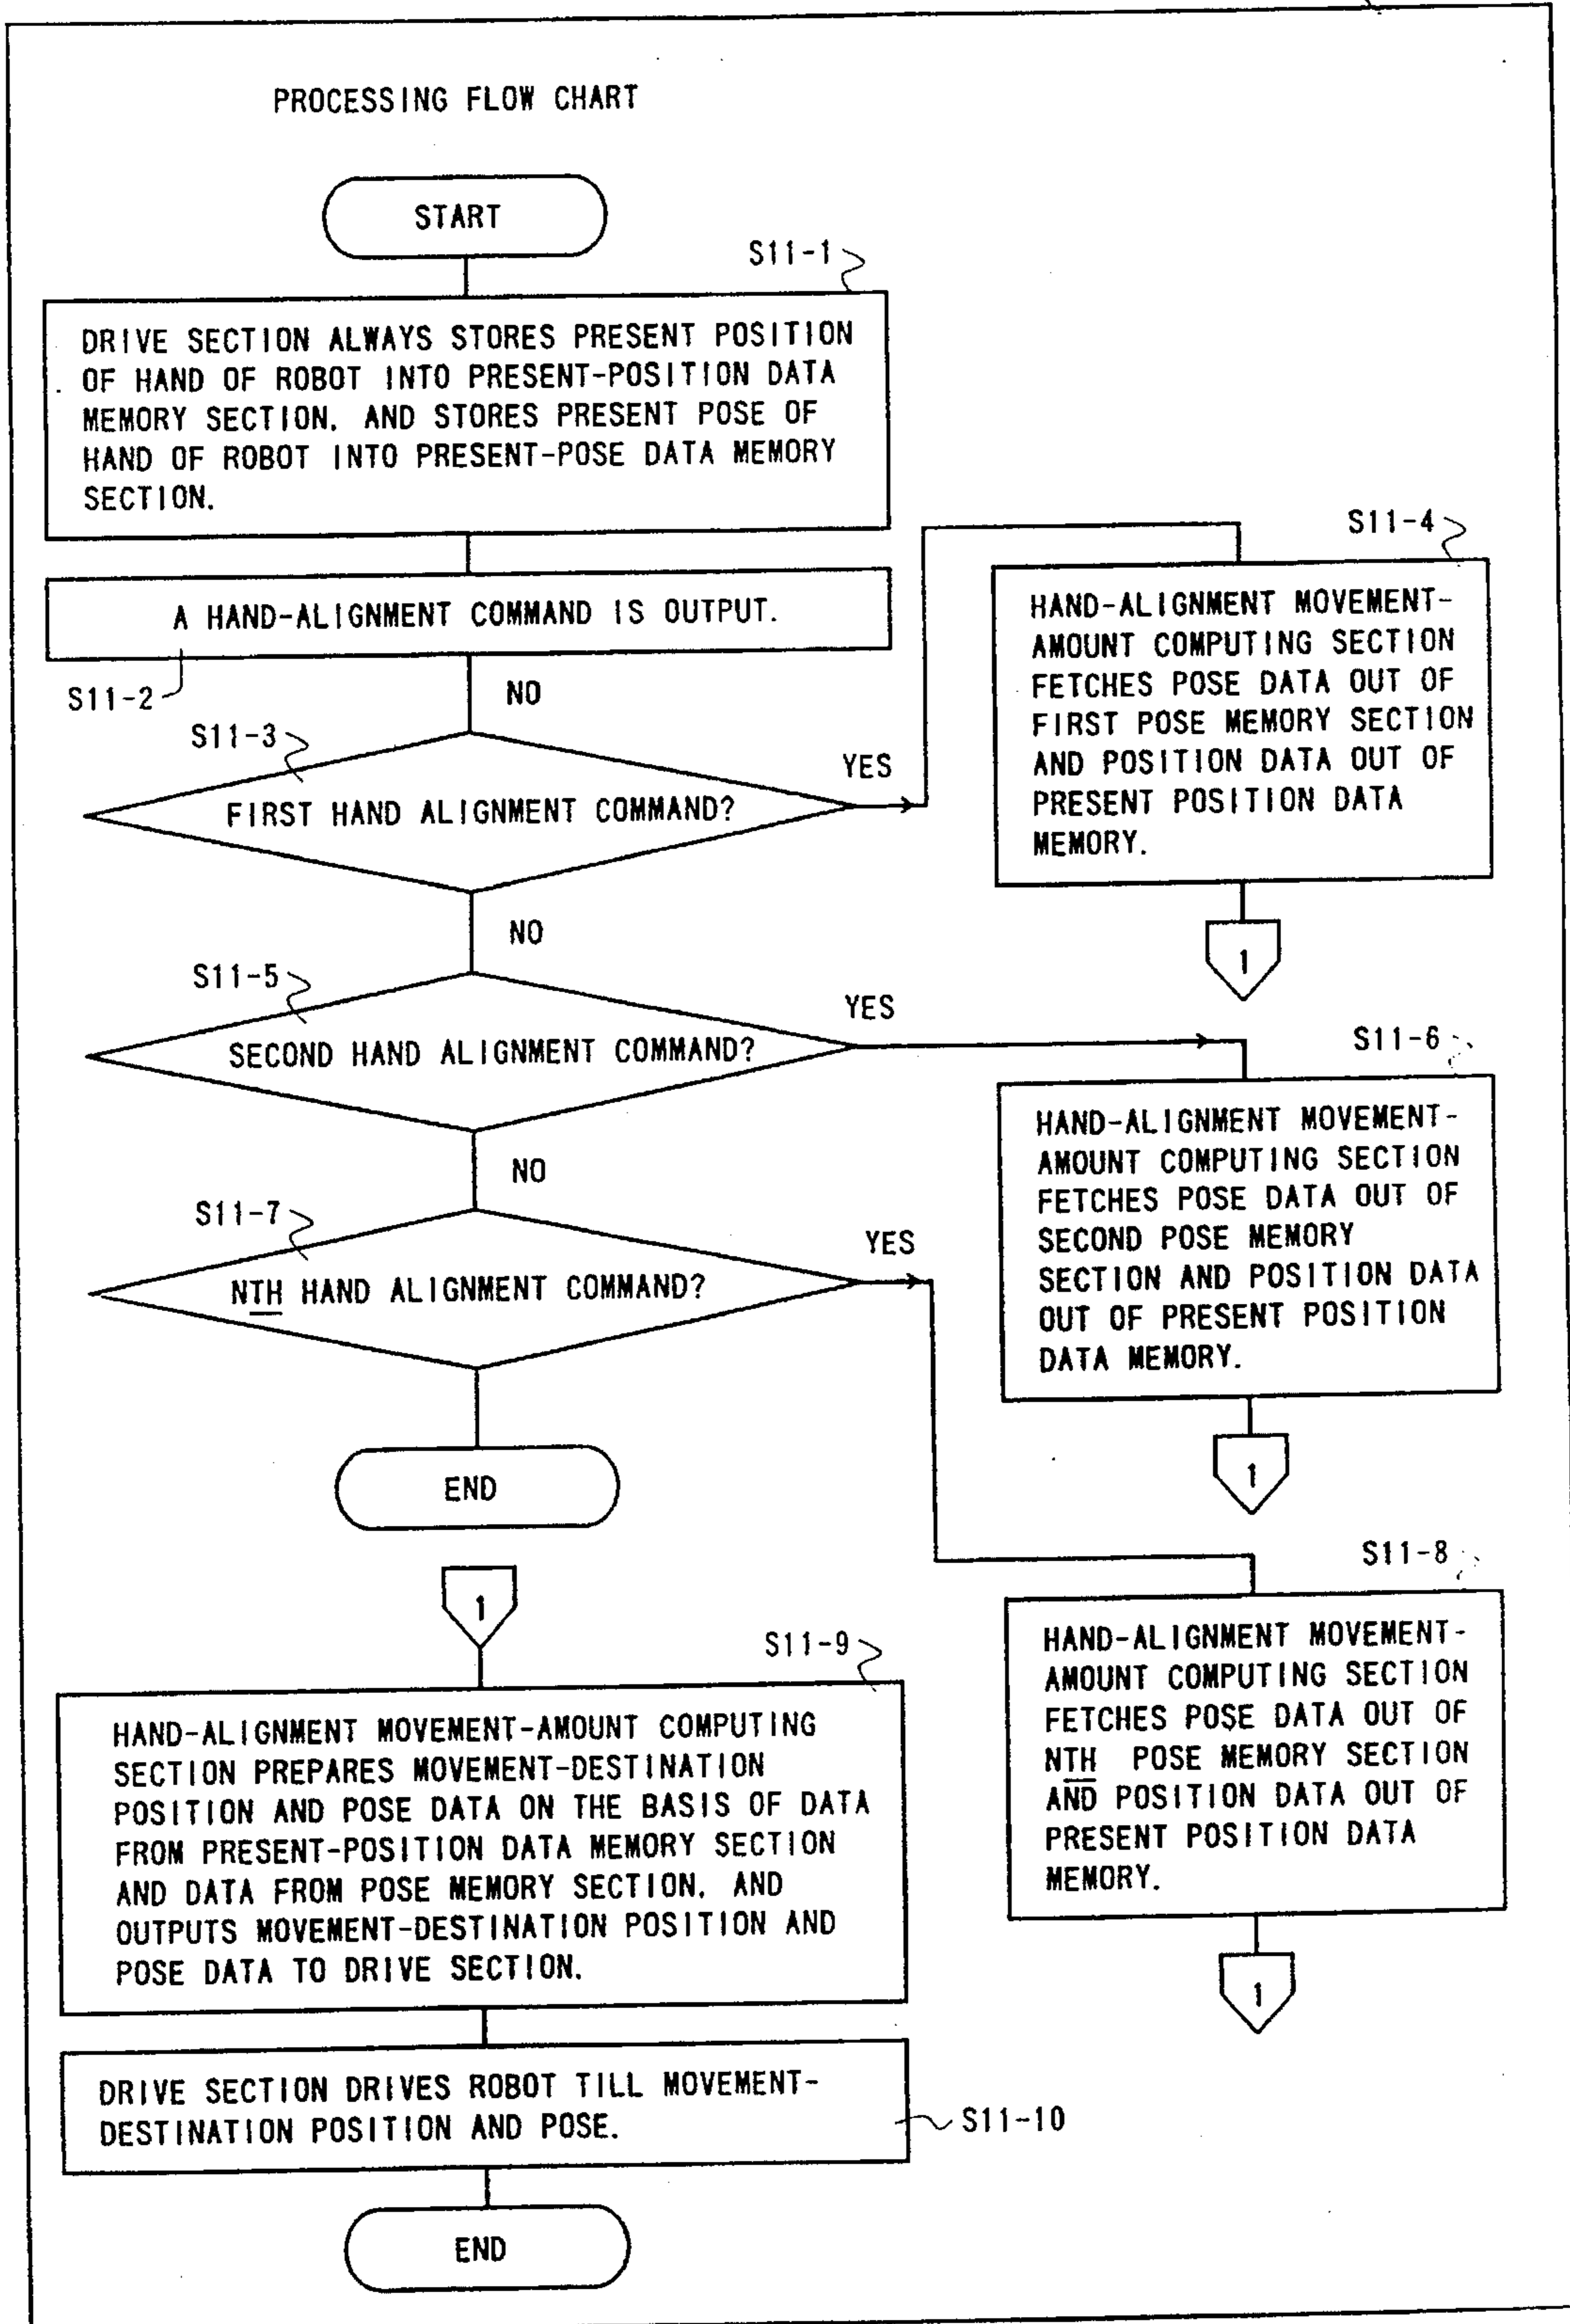 PROCESSING FLOW CHART
START
S11-1
DRIVE SECTION ALWAYS STORES PRESENT POSITION
OF HAND OF ROBOT INTO PRESENT-POSITION DATA
MEMORY SECTION. AND STORES PRESENT POSE OF
HAND OF ROBOT INTO PRESENT-POSE DATA MEMORY
SECTION.
A HAND-ALIGNMENT COMMAND IS OUTPUT.
S11-2
NO
S11-3
FIRST HAND ALIGNMENT COMMAND?
YES
S11-4
HAND-ALIGNMENT MOVEMENT-
AMOUNT COMPUTING SECTION
FETCHES POSE DATA OUT OF
FIRST POSE MEMORY SECTION
AND POSITION DATA OUT OF
PRESENT POSITION DATA
MEMORY.
1
NO
S11-5
SECOND HAND ALIGNMENT COMMAND?
YES
S11-6
HAND-ALIGNMENT MOVEMENT-
AMOUNT COMPUTING SECTION
FETCHES POSE DATA OUT OF
SECOND POSE MEMORY
SECTION AND POSITION DATA
OUT OF PRESENT POSITION
DATA MEMORY.
1
NO
S11-7
NTH HAND ALIGNMENT COMMAND?
YES
END
S11-8
HAND-ALIGNMENT MOVEMENT-
AMOUNT COMPUTING SECTION
FETCHES POSE DATA OUT OF
NTH POSE MEMORY SECTION
AND POSITION DATA OUT OF
PRESENT POSITION DATA
MEMORY.
1
1
S11-9
HAND-ALIGNMENT MOVEMENT-AMOUNT COMPUTING
SECTION PREPARES MOVEMENT-DESTINATION
POSITION AND POSE DATA ON THE BASIS OF DATA
FROM PRESENT-POSITION DATA MEMORY SECTION
AND DATA FROM POSE MEMORY SECTION. AND
OUTPUTS MOVEMENT-DESTINATION POSITION AND
POSE DATA TO DRIVE SECTION.
DRIVE SECTION DRIVES ROBOT TILL MOVEMENT-
DESTINATION POSITION AND POSE.
S11-10
END